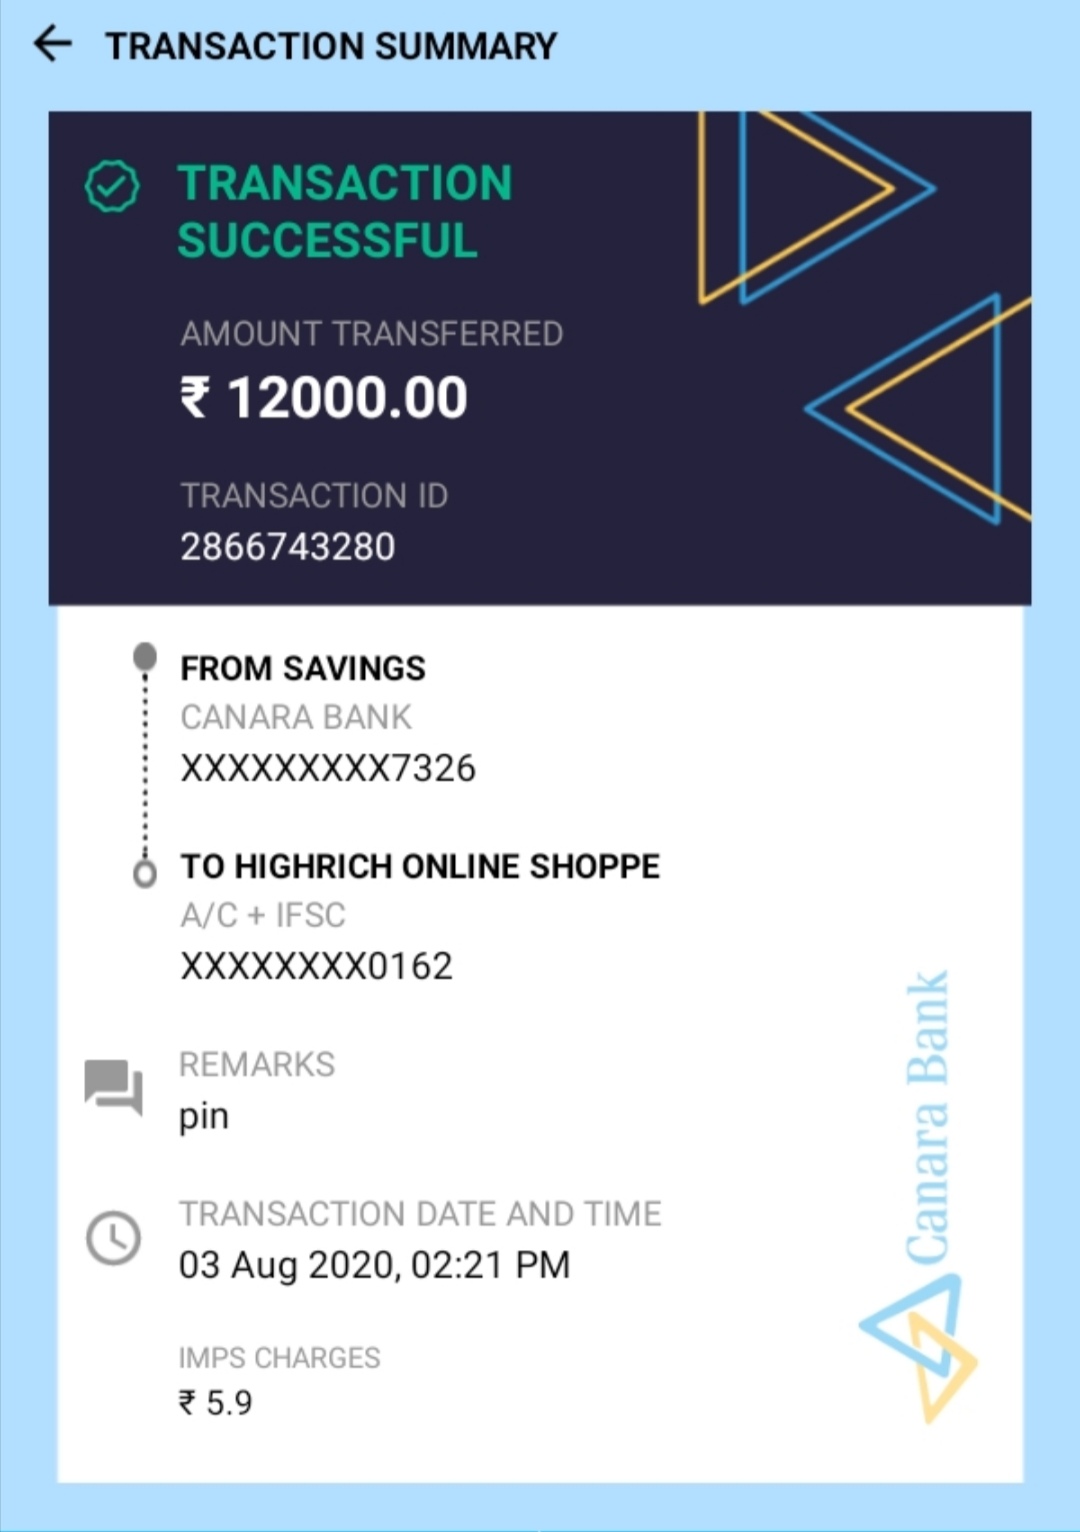 TRANSACTION SUMMARY
TRANSACTION
SUCCESSFUL
AMOUNT TRANSFERRED
₹ 12000.00
TRANSACTION ID
2866743280
FROM SAVINGS
CANARA BANK
XXXXXXXXX7326
TO HIGHRICH ONLINE SHOPPE
A/C + IFSC
XXXXXXXX0162
REMARKS
pin
TRANSACTION DATE AND TIME
03 Aug 2020, 02:21 PM
IMPS CHARGES
₹ 5.9
Canara Bank